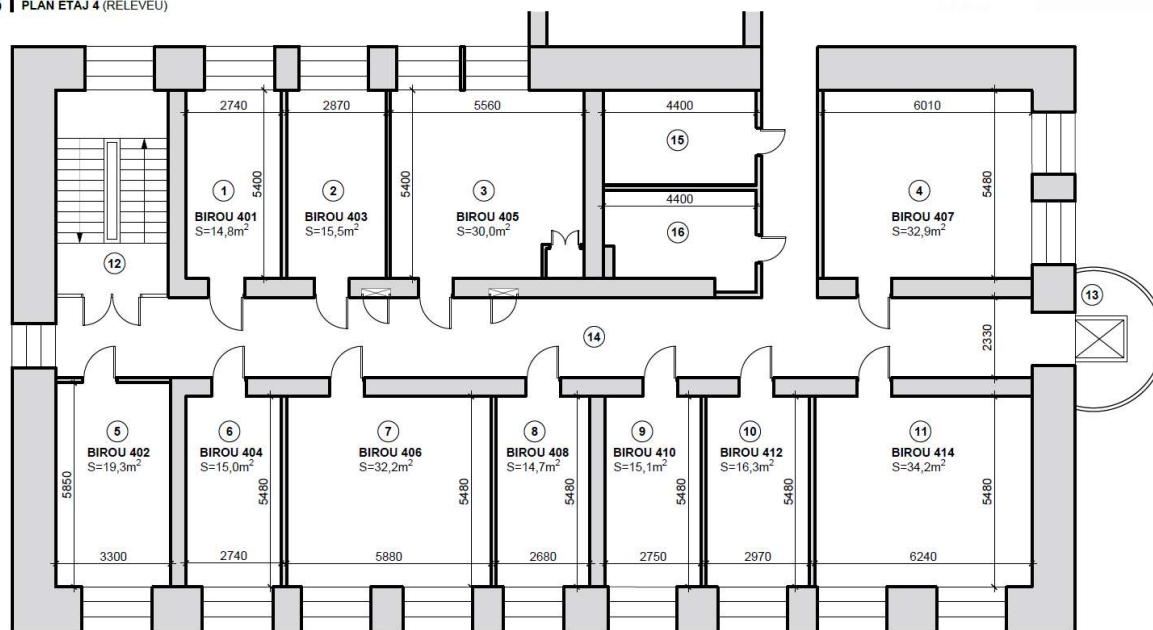 PLAN ETAJ 4 (RELEVEU)
2740
2870
5560
4400
6010
15
1
BIROU 401
S=14,8m²
5400
2
BIROU 403
S=15,5m²
5400
3
BIROU 405
S=30,0m²
4400
16
4
BIROU 407
S=32,9m²
5480
12
13
14
2330
5
BIROU 402
S=19,3m²
5850
3300
6
BIROU 404
S=15,0m²
5480
2740
7
BIROU 406
S=32,2m²
5480
5880
8
BIROU 408
S=14,7m²
5480
2680
9
BIROU 410
S=15,1m²
5480
2750
10
BIROU 412
S=16,3m²
5480
2970
11
BIROU 414
S=34,2m²
5480
6240